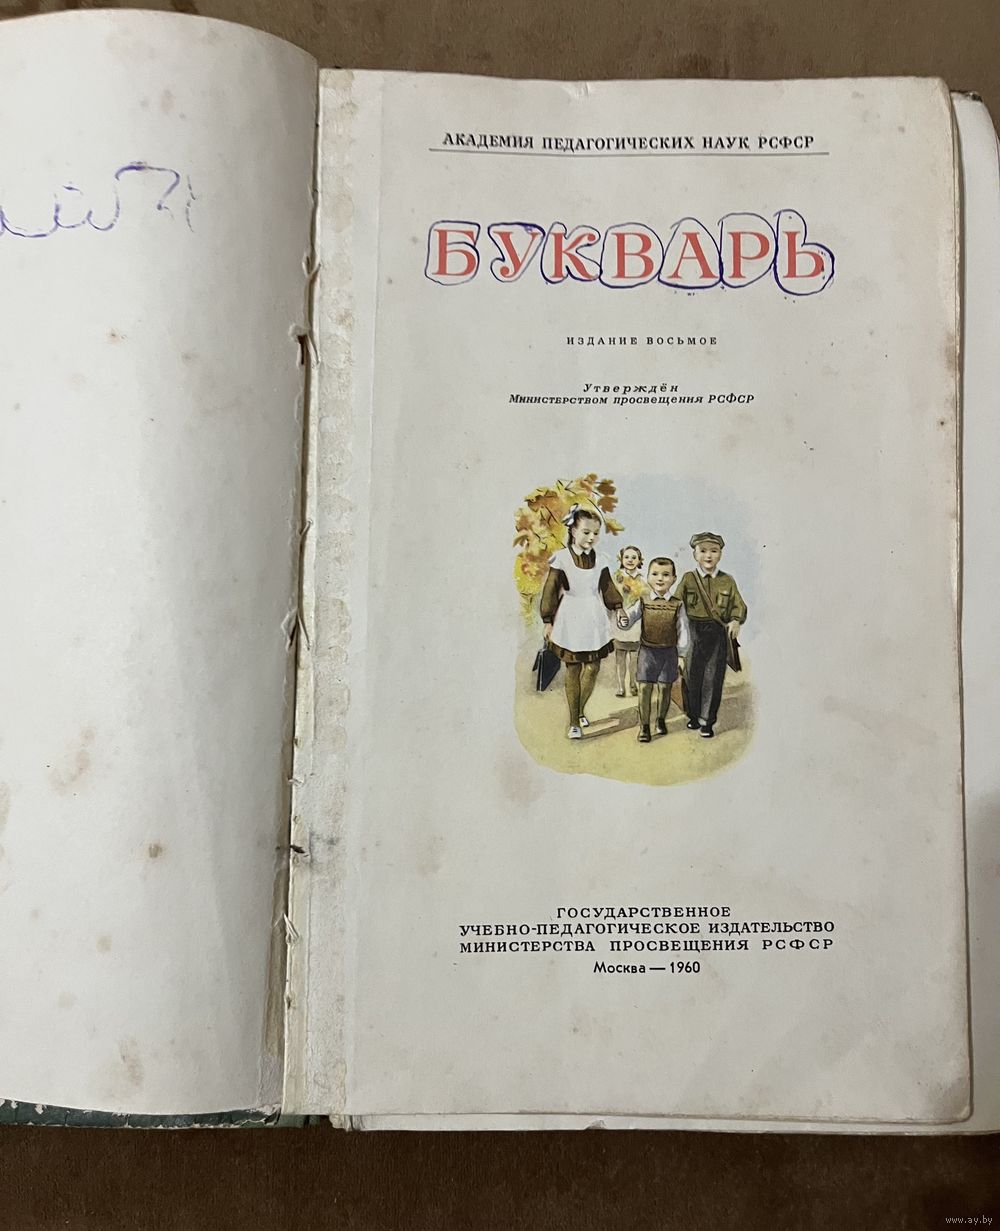 АКАДЕМИЯ ПЕДАГОГИЧЕСКИХ НАУК РСФСР
БУКВАРЬ
ИЗДАНИЕ ВОСЬМОЕ
Утверждён
Министерством просвещения РСФСР
ГОСУДАРСТВЕННОЕ
УЧЕБНО-ПЕДАГОГИЧЕСКОЕ ИЗДАТЕЛЬСТВО
МИНИСТЕРСТВА ПРОСВЕЩЕНИЯ РСФСР
Москва — 1960
www.ay.by